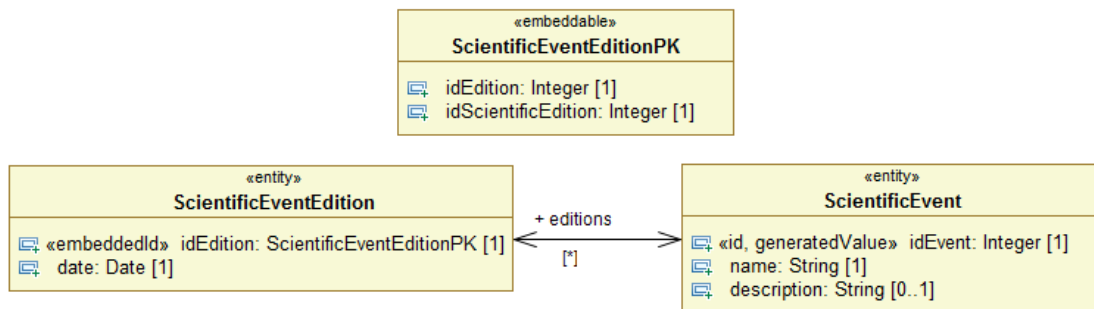 «embeddable»
ScientificEventEditionPK
idEdition: Integer [1]
idScientificEdition: Integer [1]
«entity»
ScientificEventEdition
«embeddedId» idEdition: ScientificEventEditionPK [1]
date: Date [1]
+ editions
[*]
«entity»
ScientificEvent
«id, generatedValue» idEvent: Integer [1]
name: String [1]
description: String [0..1]